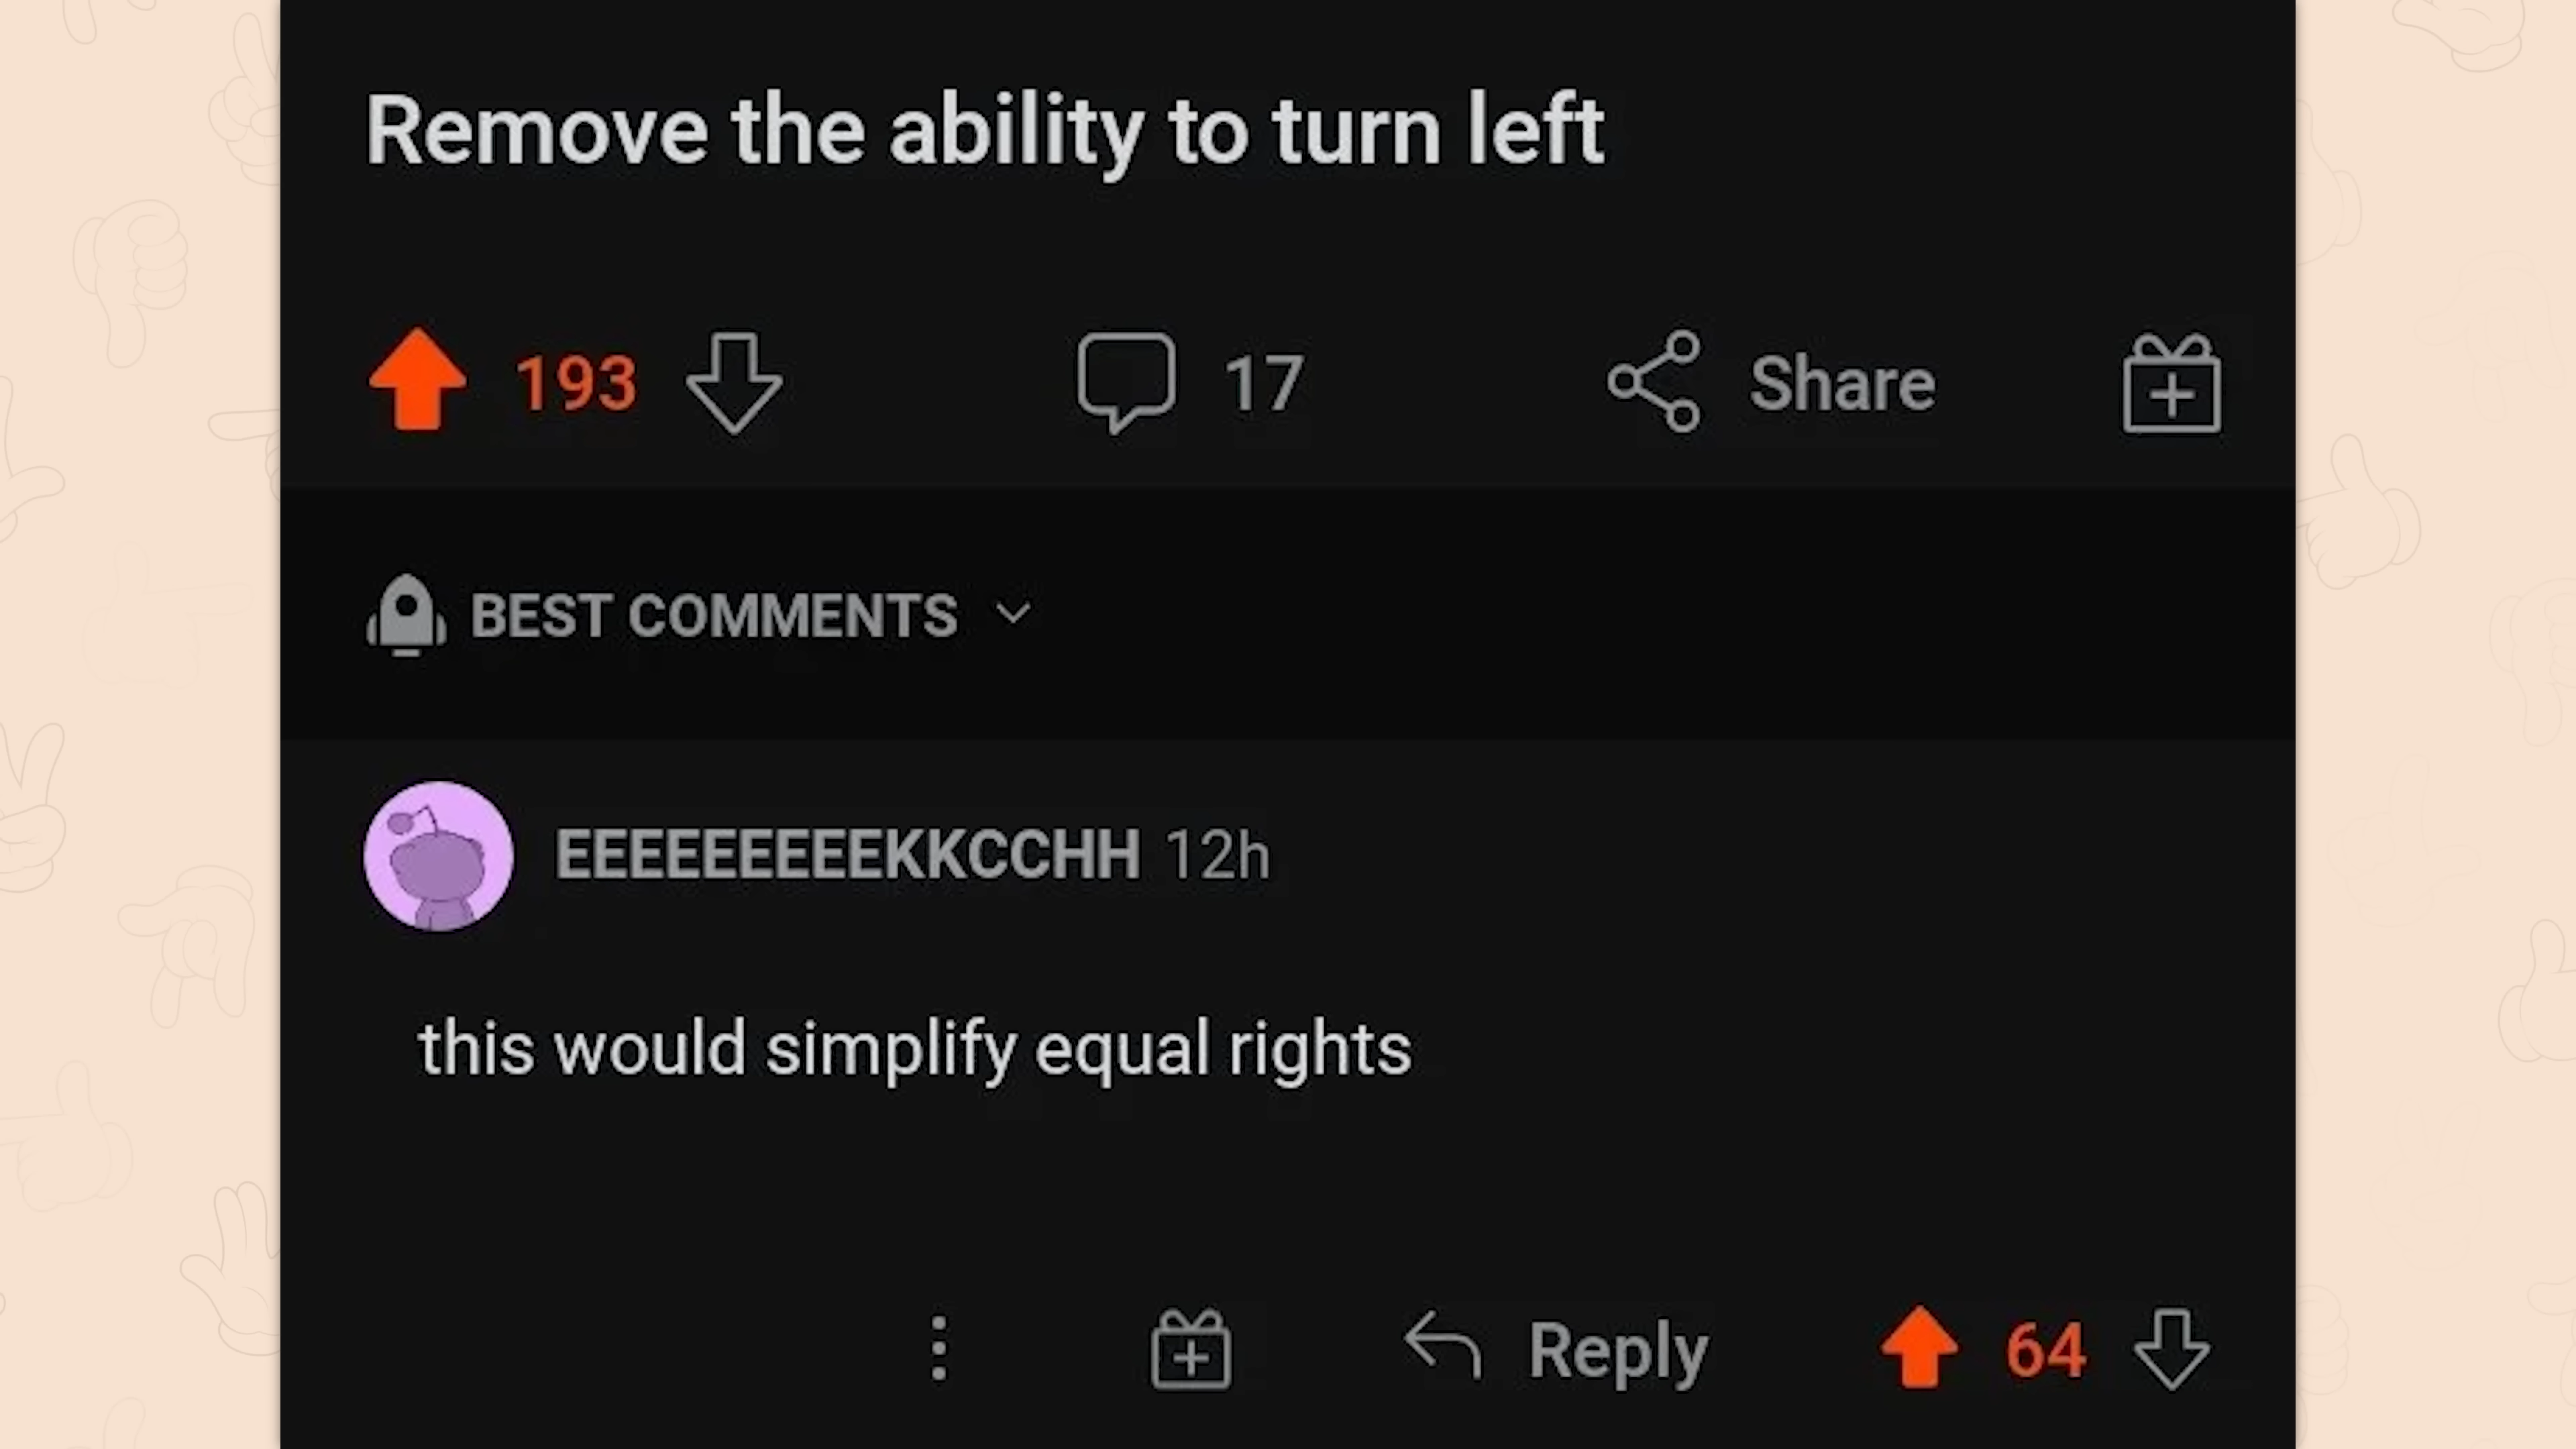 Remove the ability to turn left
193 17 Share
BEST COMMENTS
EEEEEEEEEKKCCHH 12h
this would simplify equal rights
Reply 64